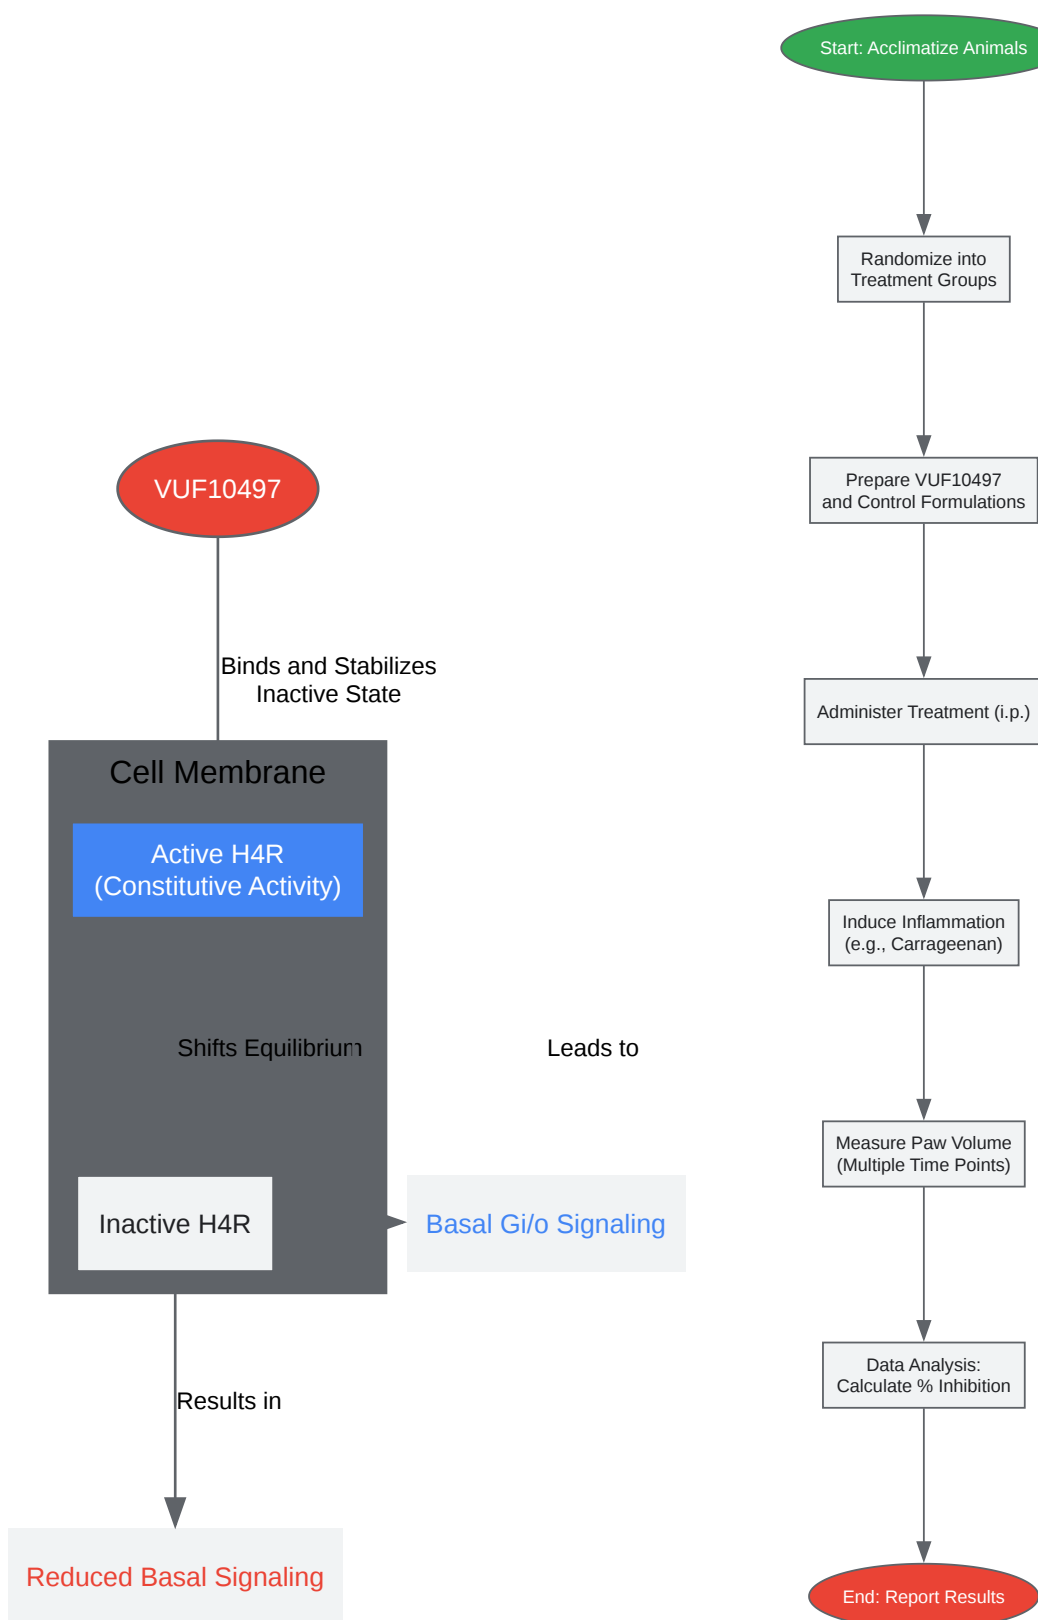 VUF10497
Binds and Stabilizes
Inactive State
Cell Membrane
Active H4R
(Constitutive Activity)
Shifts Equilibrium
Leads to
Inactive H4R
Basal Gi/o Signaling
Results in
Reduced Basal Signaling
Start: Acclimatize Animals
Randomize into
Treatment Groups
Prepare VUF10497
and Control Formulations
Administer Treatment (i.p.)
Induce Inflammation
(e.g., Carrageenan)
Measure Paw Volume
(Multiple Time Points)
Data Analysis:
Calculate % Inhibition
End: Report Results